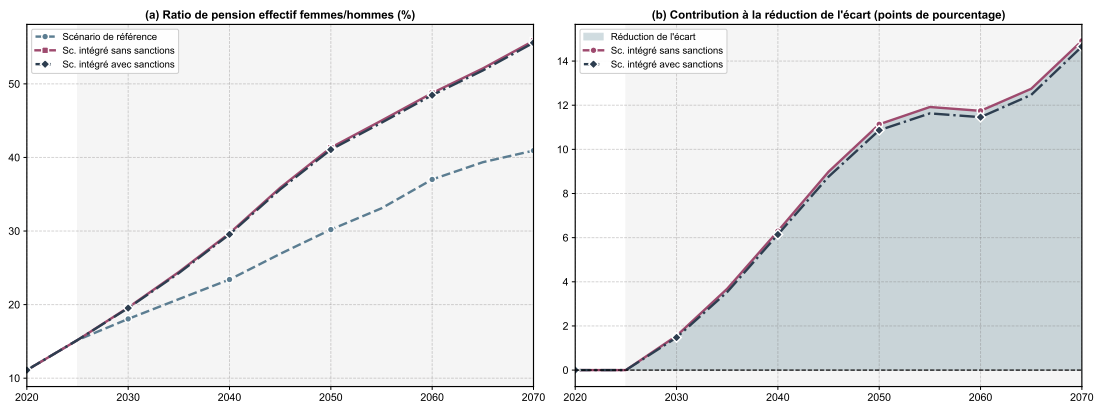 (a) Ratio de pension effectif femmes/hommes (%)
Scénario de référence
Sc. intégré sans sanctions
Sc. intégré avec sanctions
50
40
30
20
10
2020 2030 2040 2050 2060 2070
(b) Contribution à la réduction de l'écart (points de pourcentage)
Réduction de l'écart
Sc. intégré sans sanctions
Sc. intégré avec sanctions
14
12
10
8
6
4
2
0
2020 2030 2040 2050 2060 2070